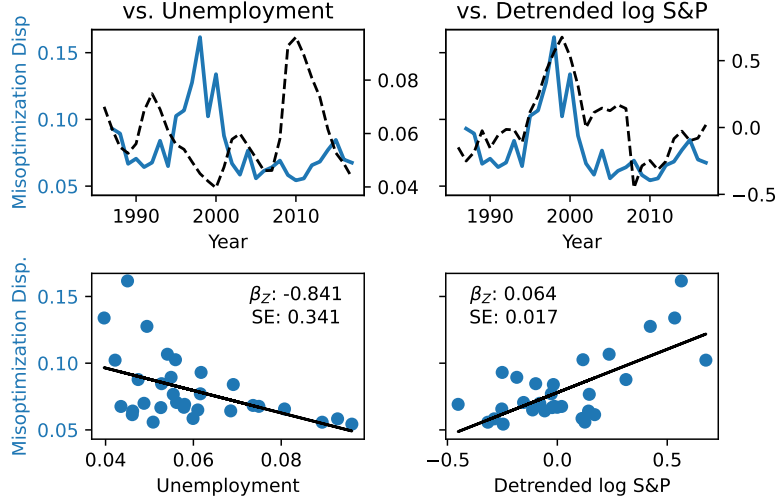 vs. Unemployment
vs. Detrended log S&P
Misoptimization Disp
0.15
0.10
0.05
0.08
0.06
0.04
1990
2000
2010
Year
0.5
0.0
−0.5
1990
2000
2010
Year
Misoptimization Disp.
0.15
0.10
0.05
β_Z: -0.841
SE: 0.341
0.04
0.06
0.08
Unemployment
β_Z: 0.064
SE: 0.017
−0.5
0.0
0.5
Detrended log S&P